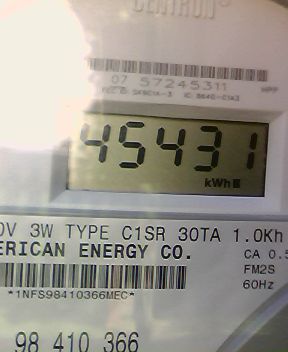 CENTRON
07 57245311
45431
kWh
0V 3W TYPE C1SR 30TA 1.0Kh
ERICAN ENERGY CO.
CA 0.5
FM2S
*1NFS98410366MEC*
60Hz
98 410 366